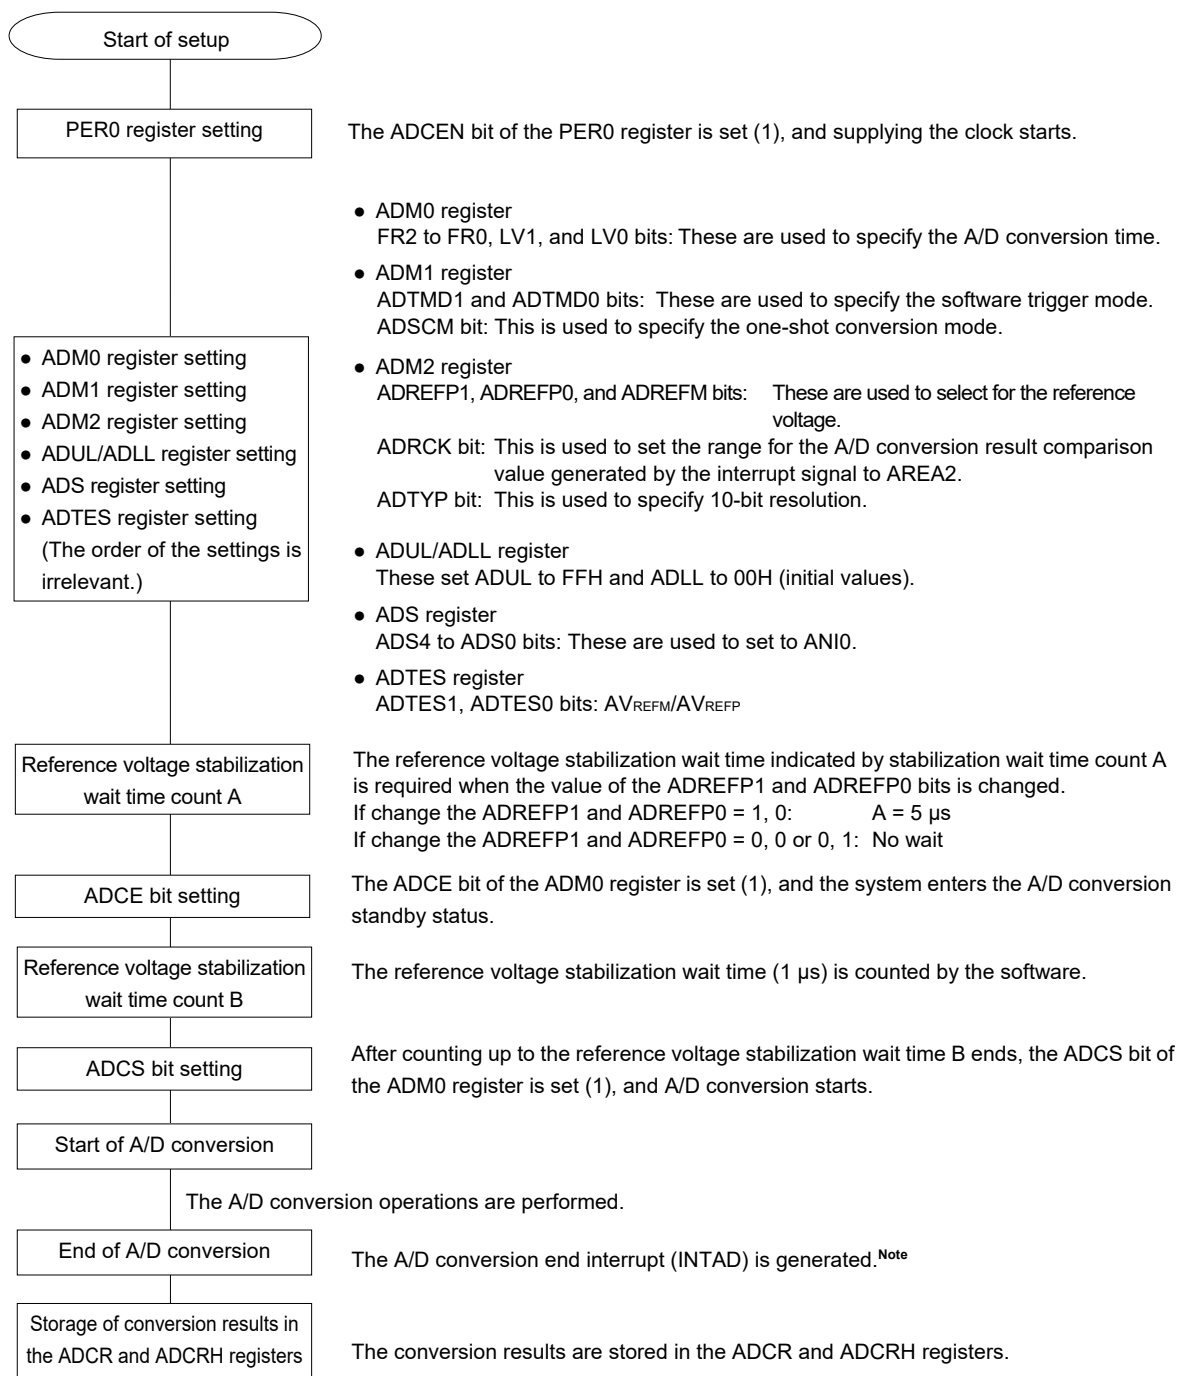 Start of setup
PER0 register setting
The ADCEN bit of the PER0 register is set (1), and supplying the clock starts.
● ADM0 register
FR2 to FR0, LV1, and LV0 bits: These are used to specify the A/D conversion time.
● ADM1 register
ADTMD1 and ADTMD0 bits: These are used to specify the software trigger mode.
ADSCM bit: This is used to specify the one-shot conversion mode.
● ADM0 register setting
● ADM1 register setting
● ADM2 register setting
● ADUL/ADLL register setting
● ADS register setting
● ADTES register setting
(The order of the settings is
irrelevant.)
● ADM2 register
ADREFP1, ADREFP0, and ADREFM bits: These are used to select for the reference
voltage.
ADRCK bit: This is used to set the range for the A/D conversion result comparison
value generated by the interrupt signal to AREA2.
ADTYP bit: This is used to specify 10-bit resolution.
● ADUL/ADLL register
These set ADUL to FFH and ADLL to 00H (initial values).
● ADS register
ADS4 to ADS0 bits: These are used to set to ANI0.
● ADTES register
ADTES1, ADTES0 bits: AVREFM/AVREFP
Reference voltage stabilization
wait time count A
The reference voltage stabilization wait time indicated by stabilization wait time count A
is required when the value of the ADREFP1 and ADREFP0 bits is changed.
If change the ADREFP1 and ADREFP0 = 1, 0: A = 5 µs
If change the ADREFP1 and ADREFP0 = 0, 0 or 0, 1: No wait
ADCE bit setting
The ADCE bit of the ADM0 register is set (1), and the system enters the A/D conversion
standby status.
Reference voltage stabilization
wait time count B
The reference voltage stabilization wait time (1 µs) is counted by the software.
ADCS bit setting
After counting up to the reference voltage stabilization wait time B ends, the ADCS bit of
the ADM0 register is set (1), and A/D conversion starts.
Start of A/D conversion
The A/D conversion operations are performed.
End of A/D conversion
The A/D conversion end interrupt (INTAD) is generated.Note
Storage of conversion results in
the ADCR and ADCRH registers
The conversion results are stored in the ADCR and ADCRH registers.